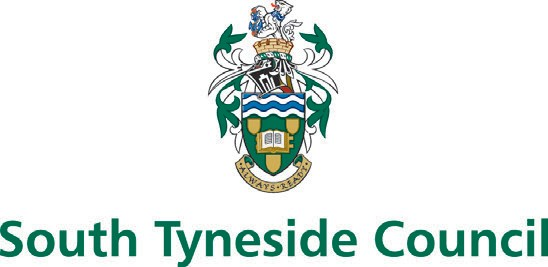 ALWAYS · READY
South Tyneside Council